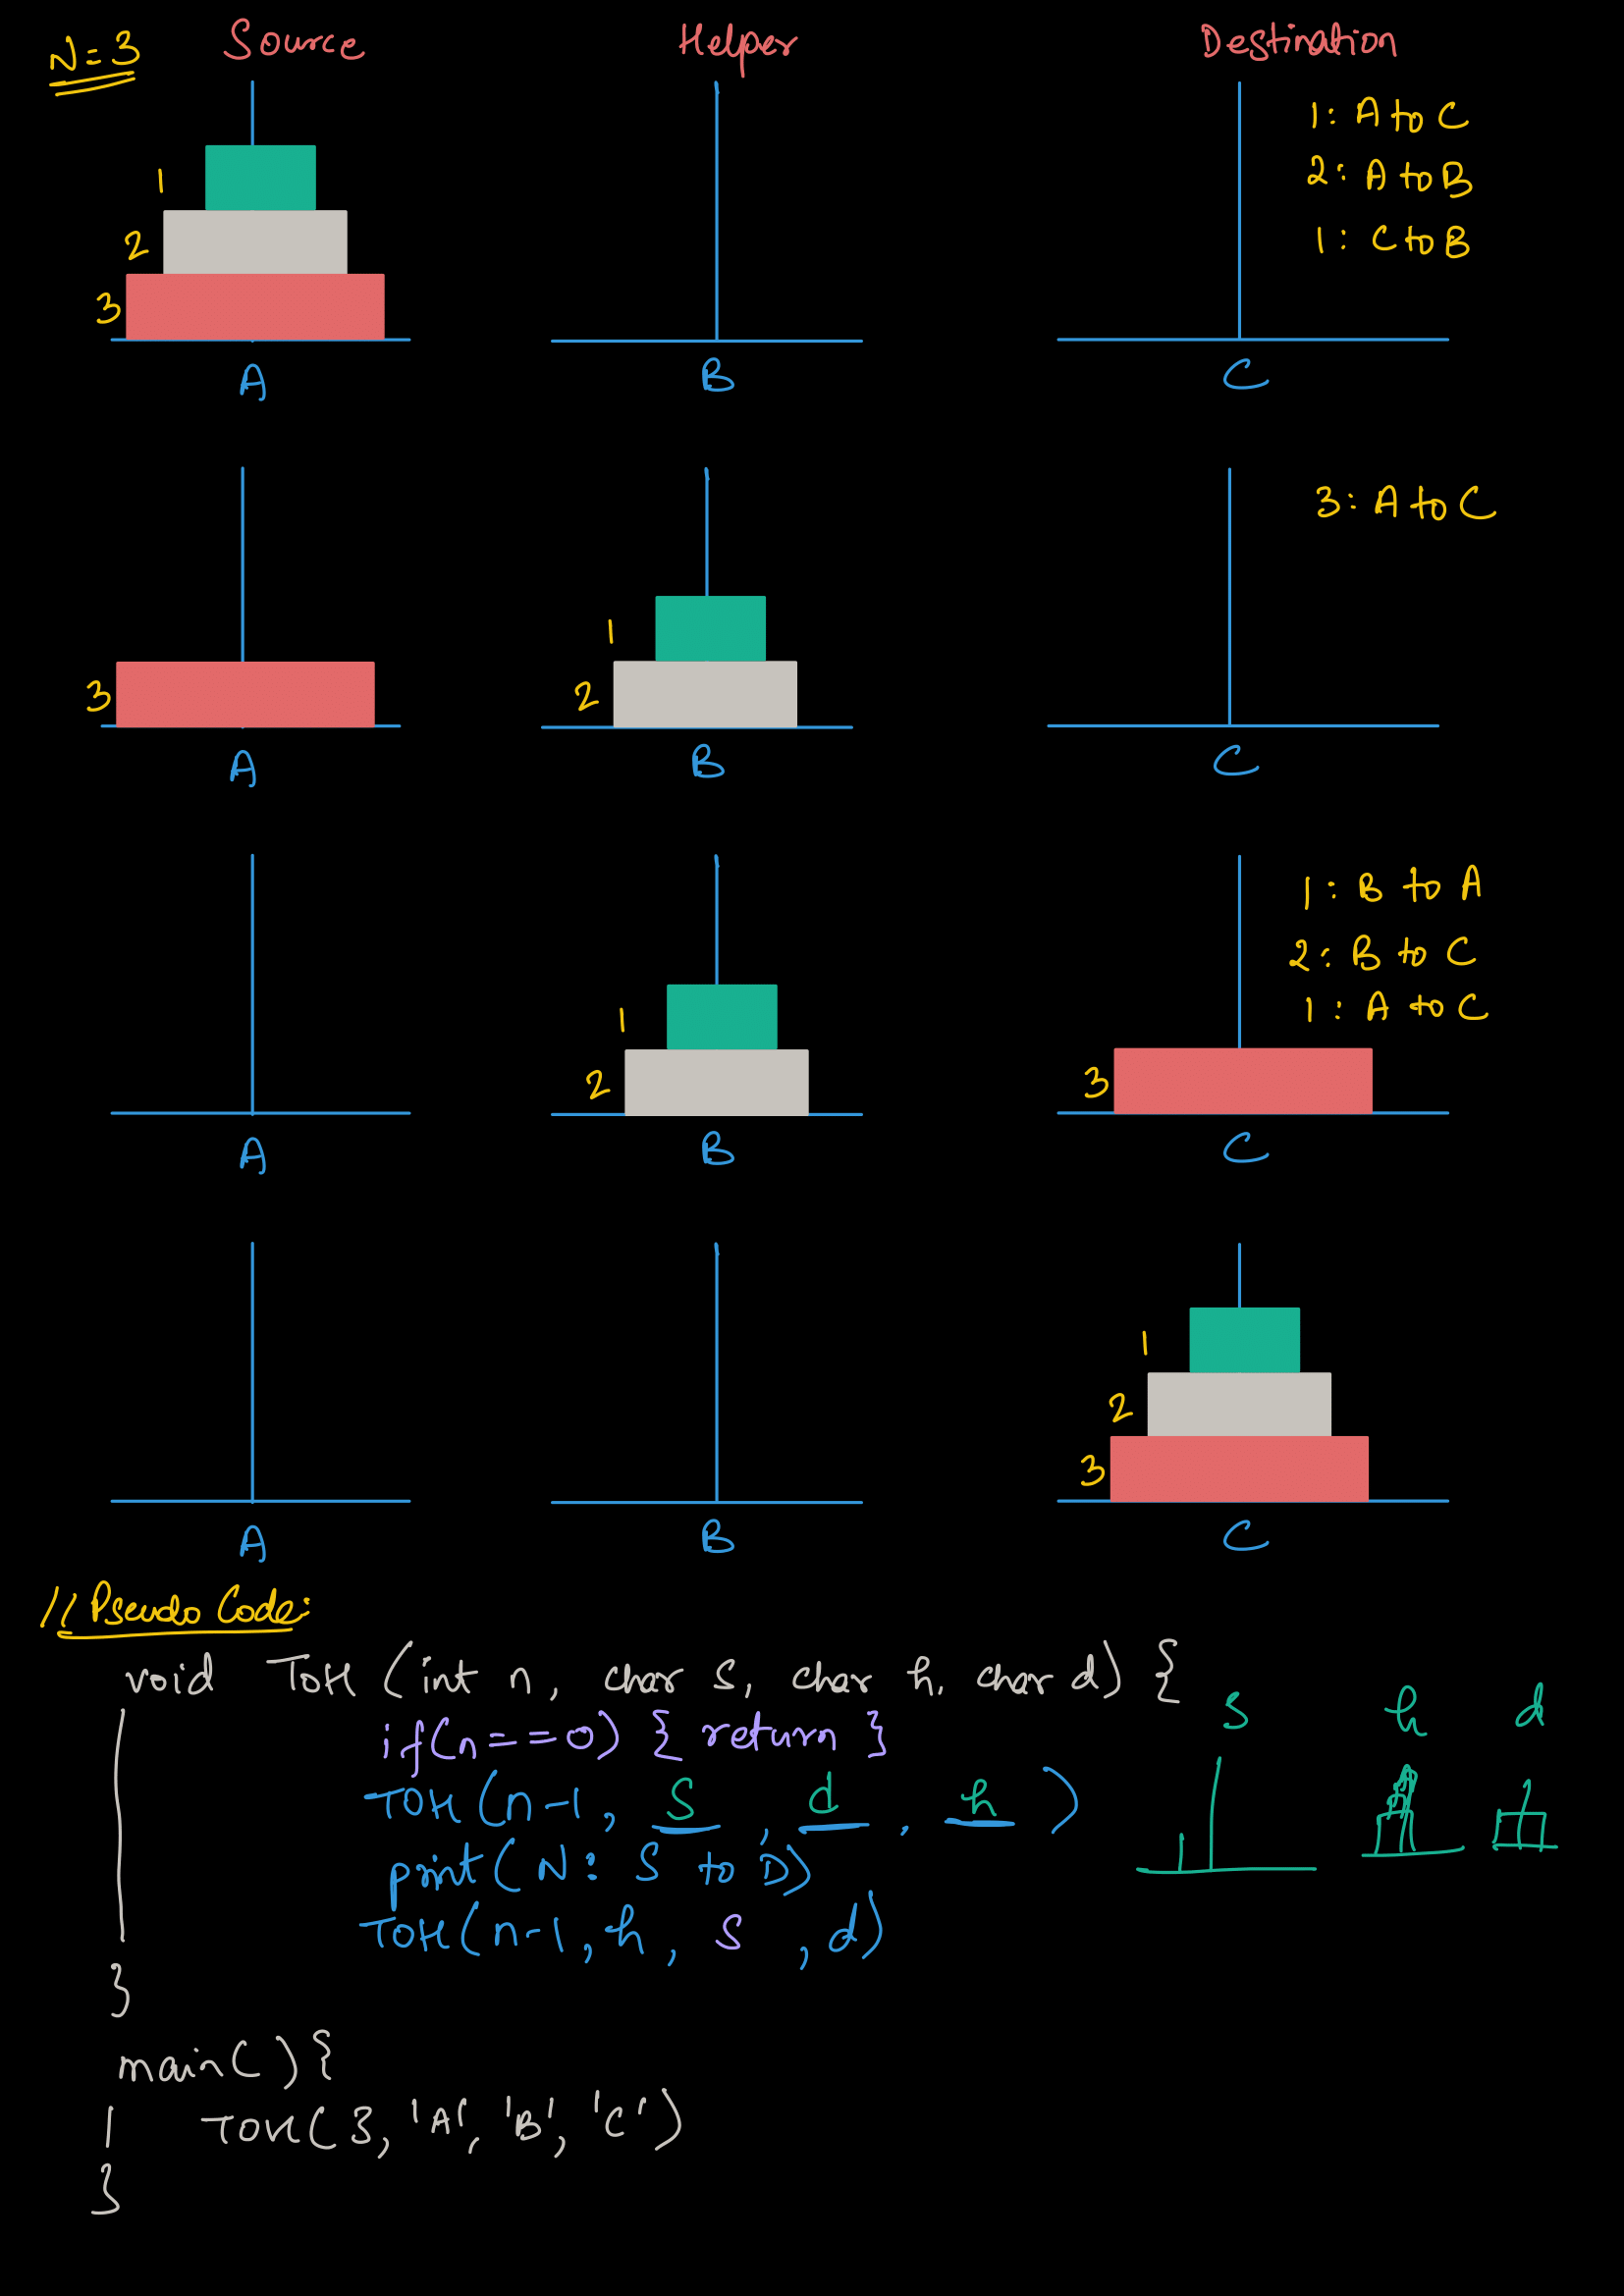 N=3 Source Helper Destination
1: A to C
2: A to B
1: C to B
1
2
3
A B C
3: A to C
1
3 2
A B C
1: B to A
2: B to C
1: A to C
1
2 3
A B C
1
2
3
A B C
// Pseudo Code:
void TOH (int n, char s, char h, char d) {
if(n==0) { return }
s h d
TOH(n-1, S, d, h)
print(N: S to D)
TOH(n-1, h, s, d)
}
main() {
TOH(3, 'A', 'B', 'C')
}